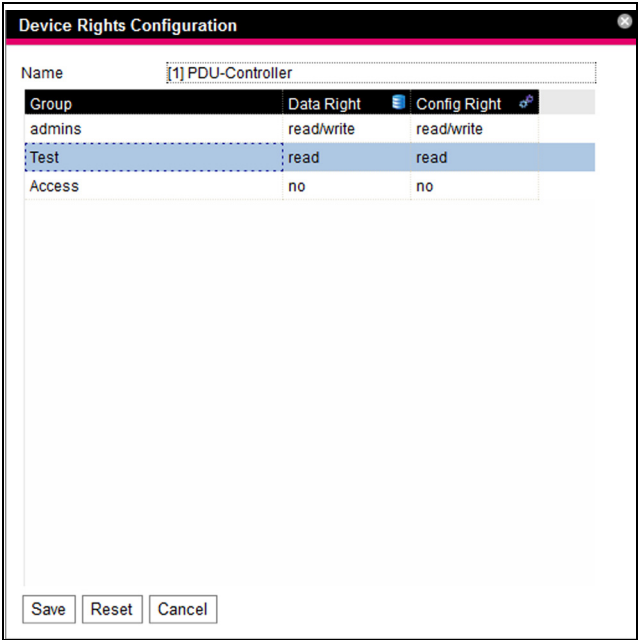 Device Rights Configuration
Name [1] PDU-Controller
Group Data Right Config Right
admins read/write read/write
Test read read
Access no no
Save Reset Cancel